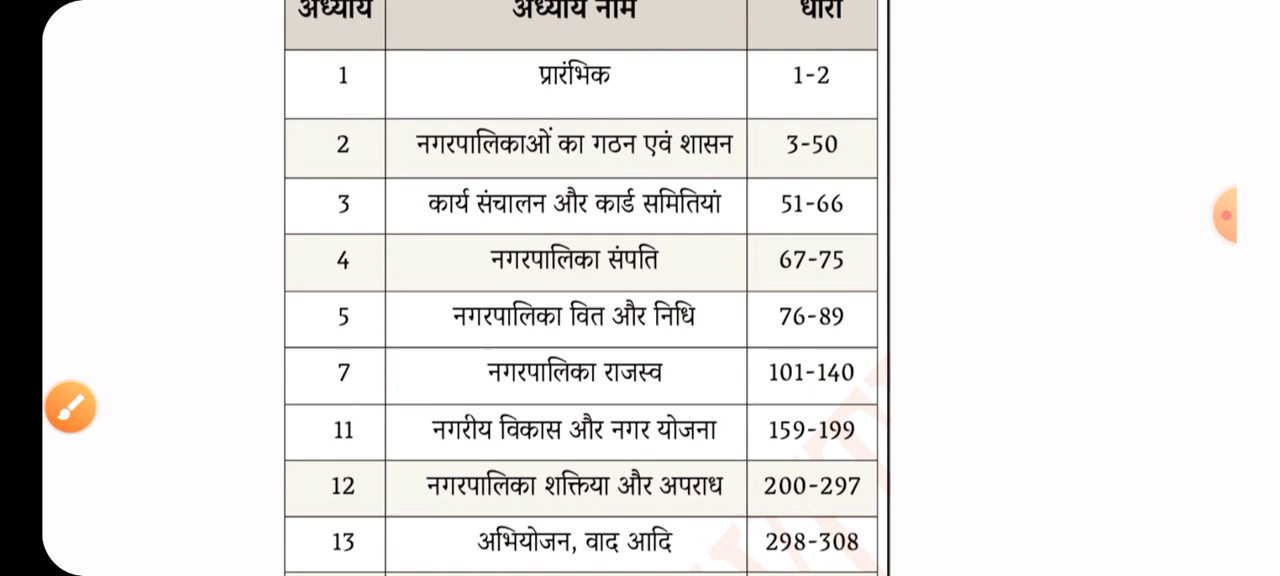 अध्याय अध्याय नाम धारा
1 प्रारंभिक 1-2
2 नगरपालिकाओं का गठन एवं शासन 3-50
3 कार्य संचालन और कार्ड समितियां 51-66
4 नगरपालिका संपति 67-75
5 नगरपालिका वित और निधि 76-89
7 नगरपालिका राजस्व 101-140
11 नगरीय विकास और नगर योजना 159-199
12 नगरपालिका शक्तिया और अपराध 200-297
13 अभियोजन, वाद आदि 298-308